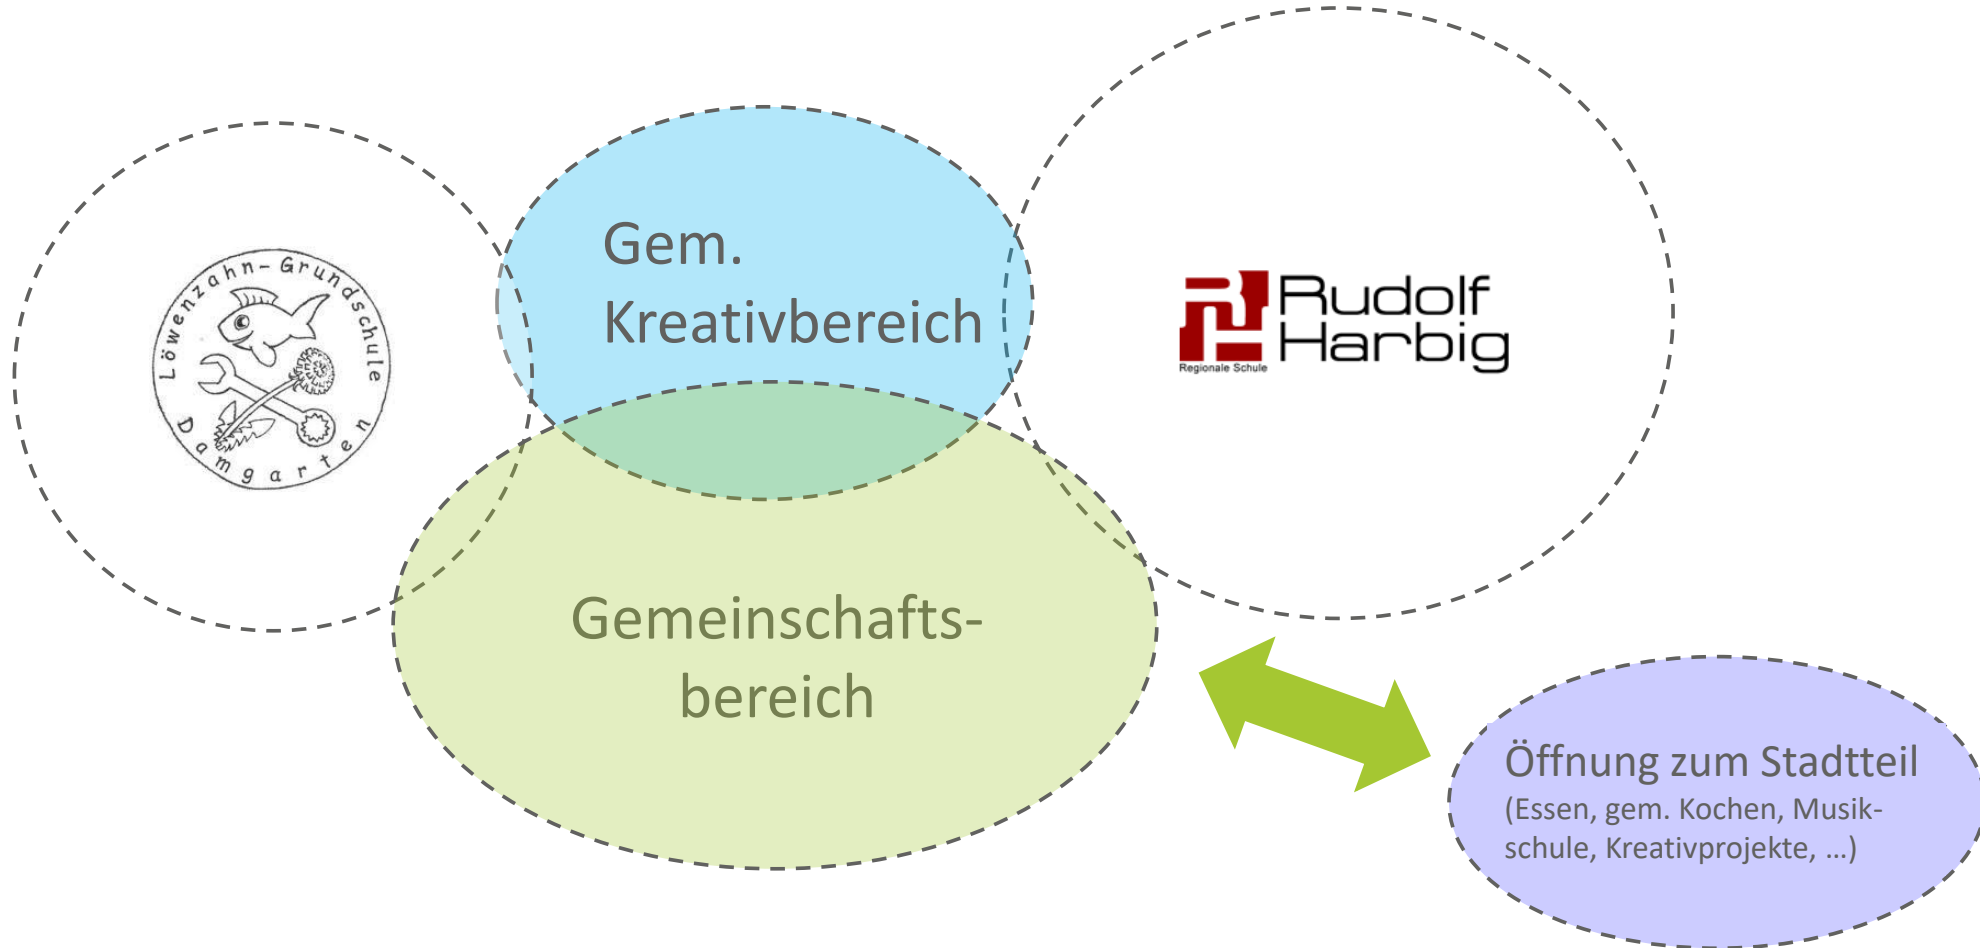 Löwenzahn-Grundschule
Damgarten
Gem.
Kreativbereich
Rudolf
Harbig
Regionale Schule
Gemeinschafts-
bereich
Öffnung zum Stadtteil
(Essen, gem. Kochen, Musik-
schule, Kreativprojekte, …)